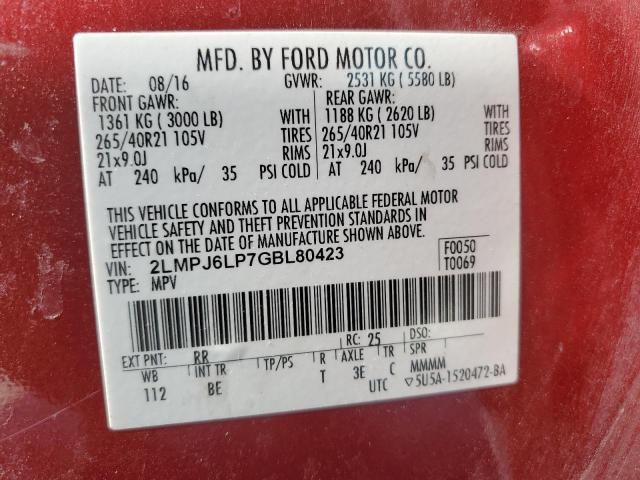 MFD. BY FORD MOTOR CO.
DATE: 08/16 GVWR: 2531 KG ( 5580 LB)
FRONT GAWR: REAR GAWR:
1361 KG ( 3000 LB) WITH 1188 KG ( 2620 LB) WITH
265/40R21 105V TIRES 265/40R21 105V TIRES
21x9.0J RIMS 21x9.0J RIMS
AT 240 kPa/ 35 PSI COLD AT 240 kPa/ 35 PSI COLD
THIS VEHICLE CONFORMS TO ALL APPLICABLE FEDERAL MOTOR
VEHICLE SAFETY AND THEFT PREVENTION STANDARDS IN
EFFECT ON THE DATE OF MANUFACTURE SHOWN ABOVE.
VIN: 2LMPJ6LP7GBL80423 F0050
TYPE: MPV T0069
EXT PNT: RR RC: 25 DSO:
WB INT TR TP/PS R AXLE TR SPR
112 BE T 3E C MMMM
UTC ▽5U5A-1520472-BA